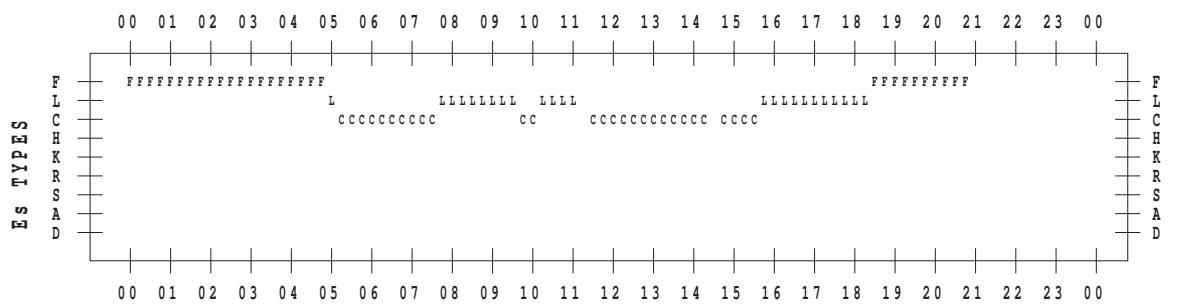 00 01 02 03 04 05 06 07 08 09 10 11 12 13 14 15 16 17 18 19 20 21 22 23 00
F FFFFFFFFFFFFFFFFFFFF FFFFFFFFFF F
L L LLLLLLLL LLLL LLLLLLLLLLL L
C CCCCCCCCCC CC CCCCCCCCCCCC CCCC C
H H
K K
R R
S S
A A
D D
Es TYPES
00 01 02 03 04 05 06 07 08 09 10 11 12 13 14 15 16 17 18 19 20 21 22 23 00